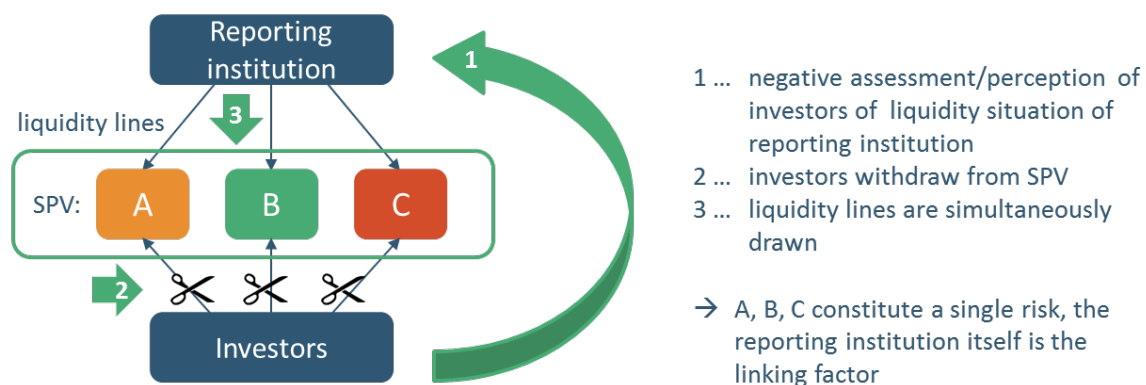 Reporting
institution
1
3
liquidity lines
SPV:
A
B
C
2
Investors
1 ... negative assessment/perception of
investors of liquidity situation of
reporting institution
2 ... investors withdraw from SPV
3 ... liquidity lines are simultaneously
drawn
→ A, B, C constitute a single risk, the
reporting institution itself is the
linking factor